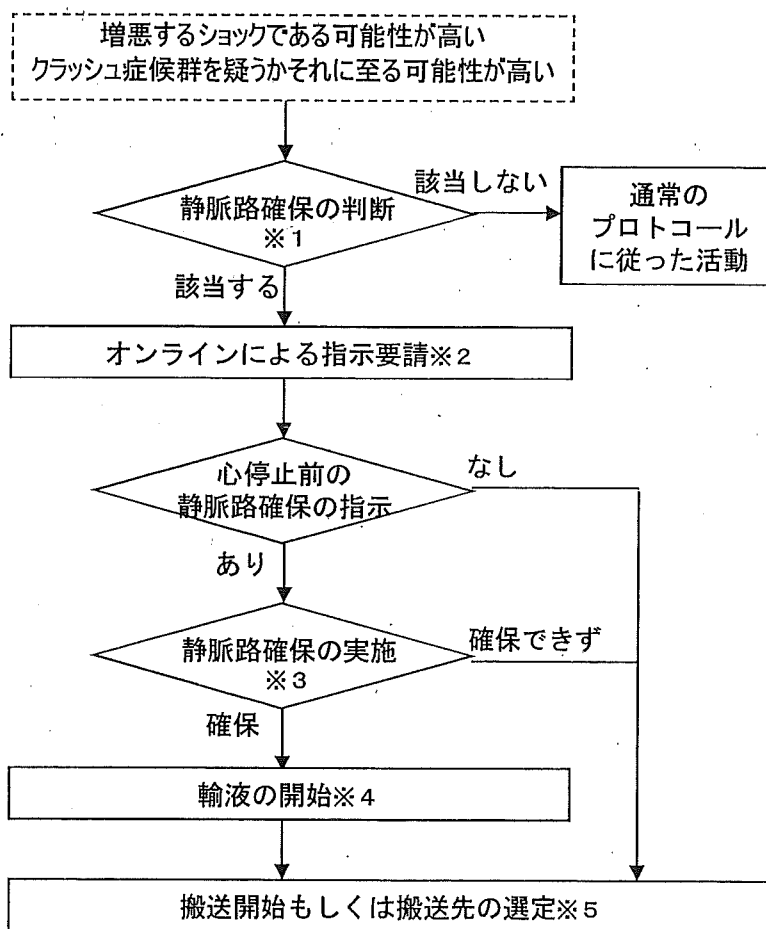 増悪するショックである可能性が高い
クラッシュ症候群を疑うかそれに至る可能性が高い
静脈路確保の判断
※1
該当しない
通常の
プロトコール
に従った活動
該当する
オンラインによる指示要請※2
心停止前の
静脈路確保の指示
なし
あり
静脈路確保の実施
※3
確保できず
確保
輸液の開始※4
搬送開始もしくは搬送先の選定※5